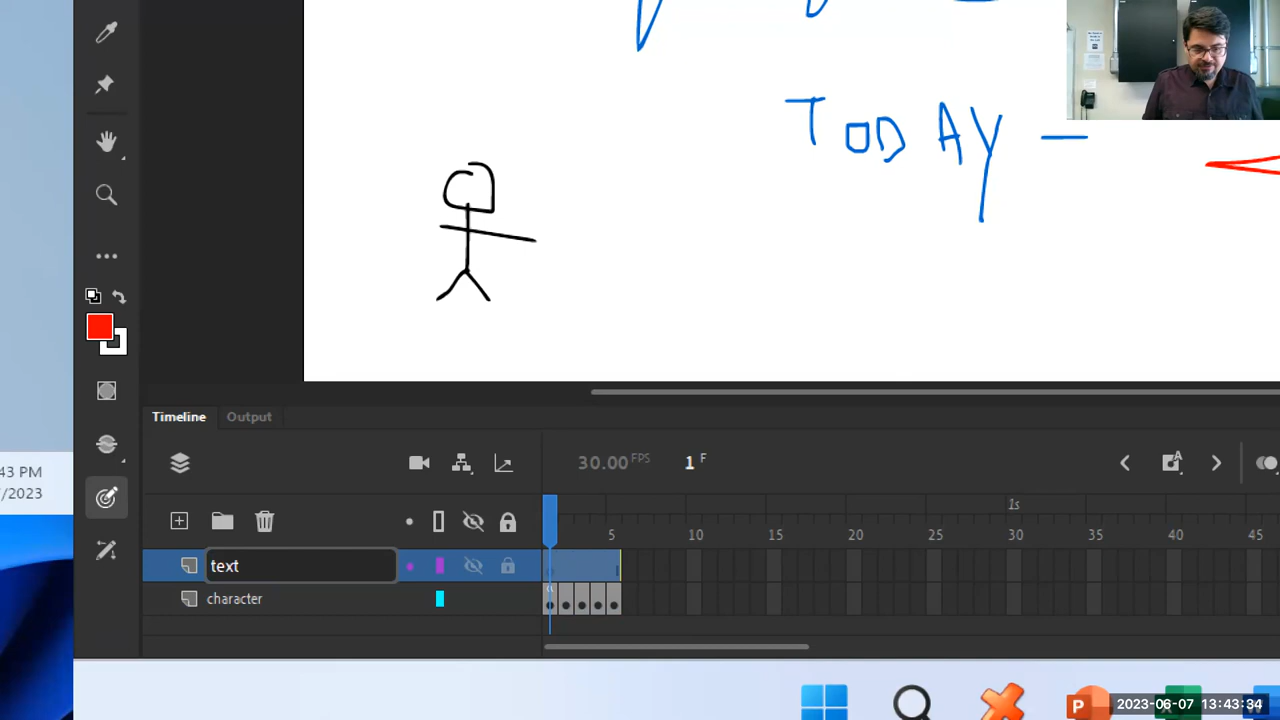 TODAY —
Timeline
Output
30.00 FPS
1 F
1s
5 10 15 20 25 30 35 40 45
text
character
43 PM
/2023
P
2023-06-07 13:43:34